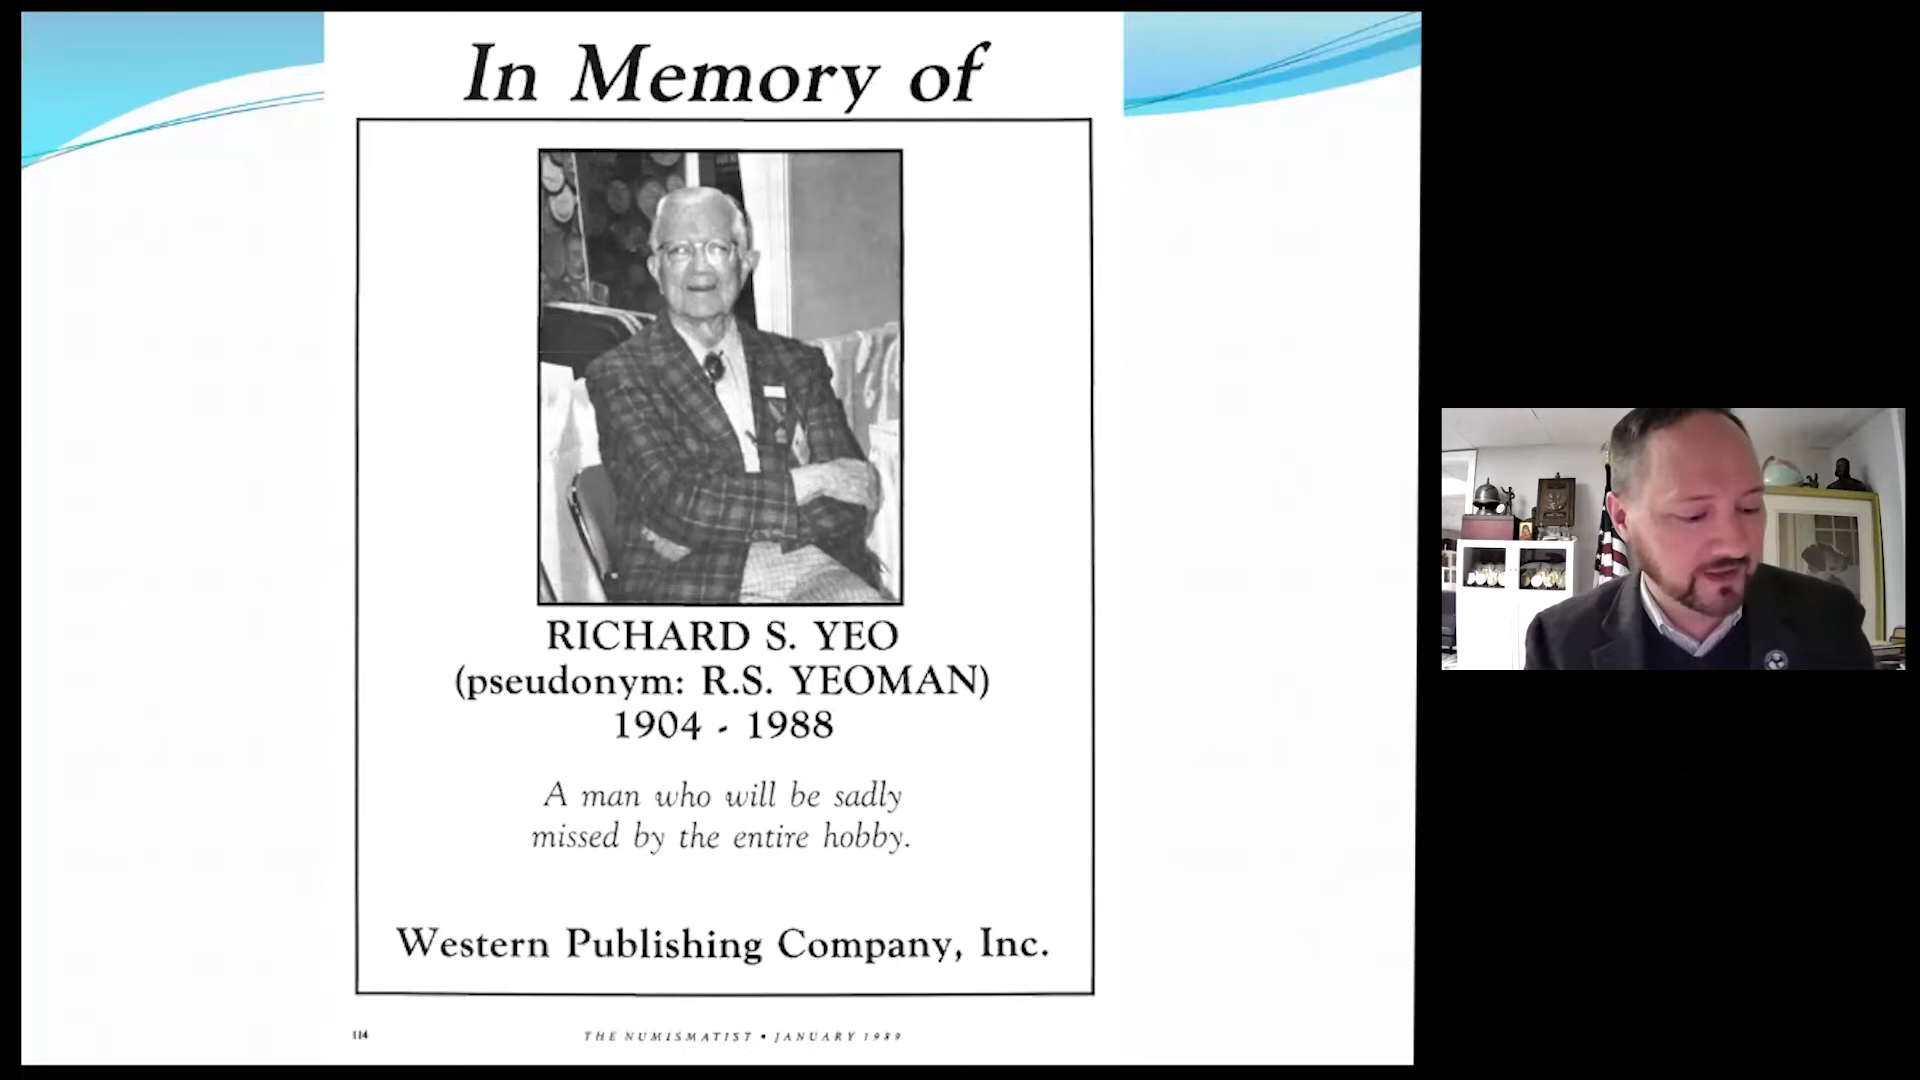 In Memory of
RICHARD S. YEO
(pseudonym: R.S. YEOMAN)
1904 - 1988
A man who will be sadly
missed by the entire hobby.
Western Publishing Company, Inc.
114
THE NUMISMATIST • JANUARY 1989